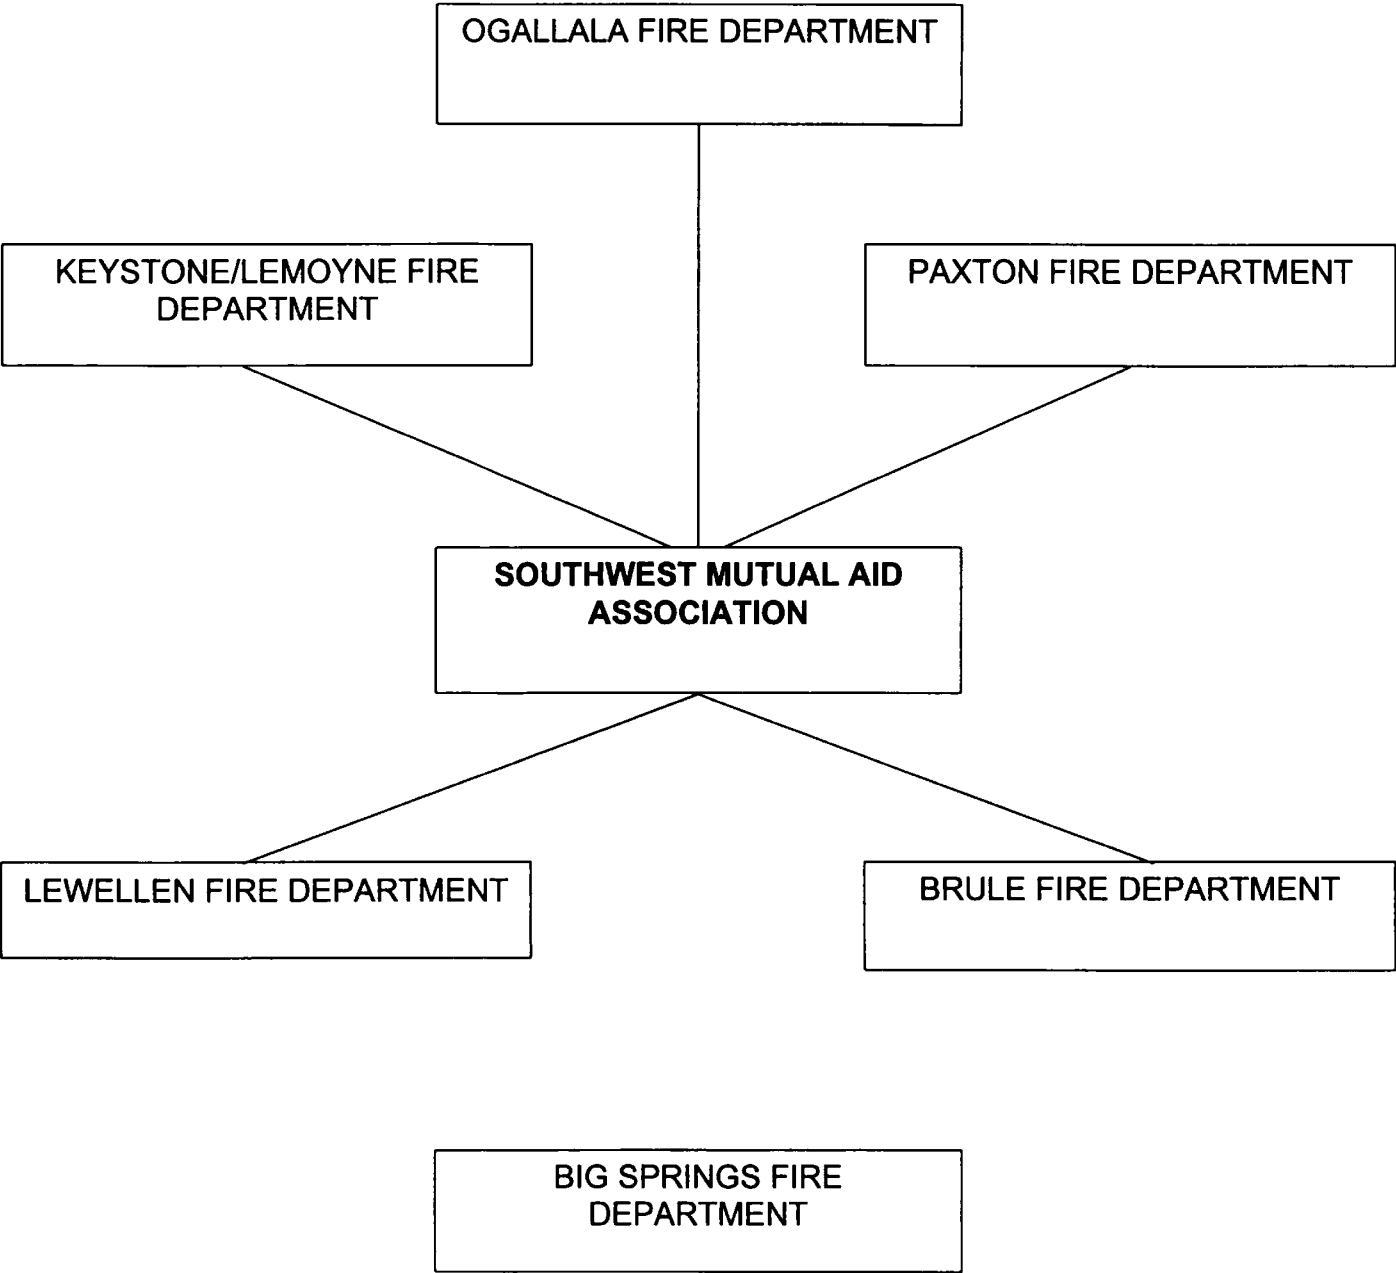 OGALLALA FIRE DEPARTMENT
KEYSTONE/LEMOYNE FIRE
DEPARTMENT
PAXTON FIRE DEPARTMENT
SOUTHWEST MUTUAL AID
ASSOCIATION
LEWELLEN FIRE DEPARTMENT
BRULE FIRE DEPARTMENT
BIG SPRINGS FIRE
DEPARTMENT